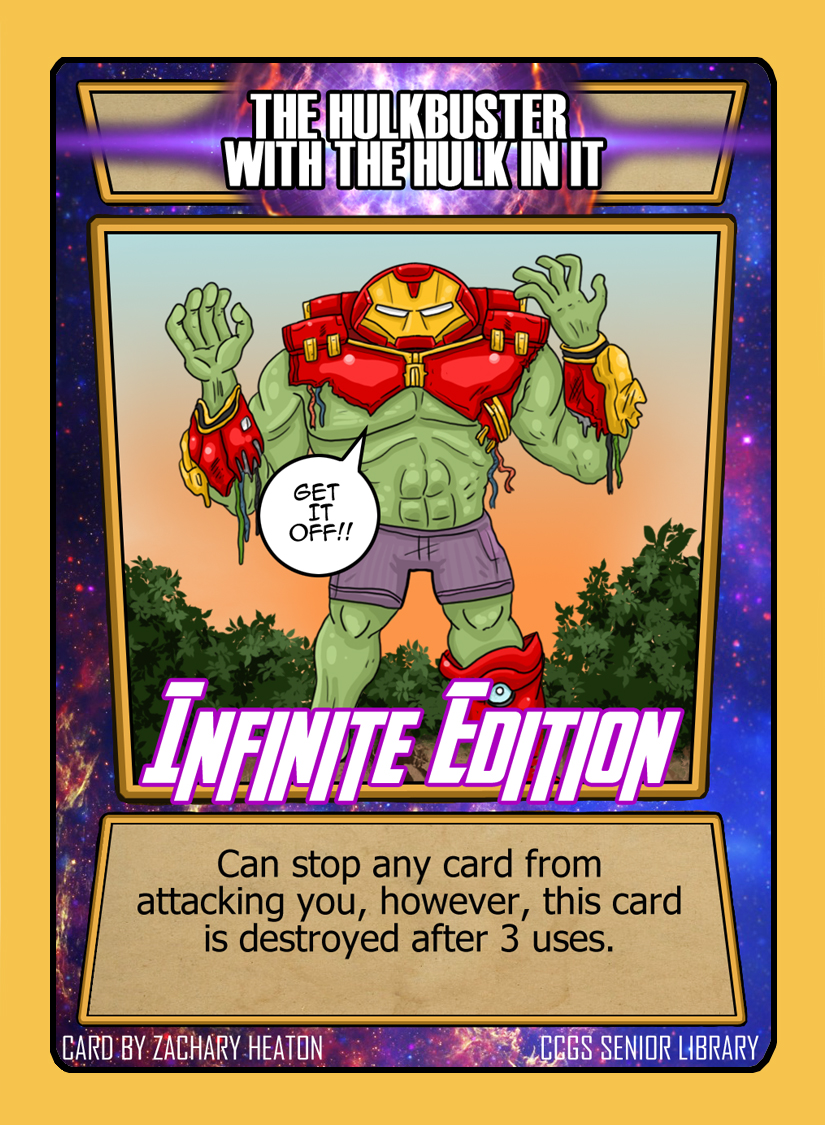 THE HULKBUSTER
WITH THE HULK IN IT
GET
IT
OFF!!
INFINITE EDITION
Can stop any card from
attacking you, however, this card
is destroyed after 3 uses.
CARD BY ZACHARY HEATON
CCGS SENIOR LIBRARY